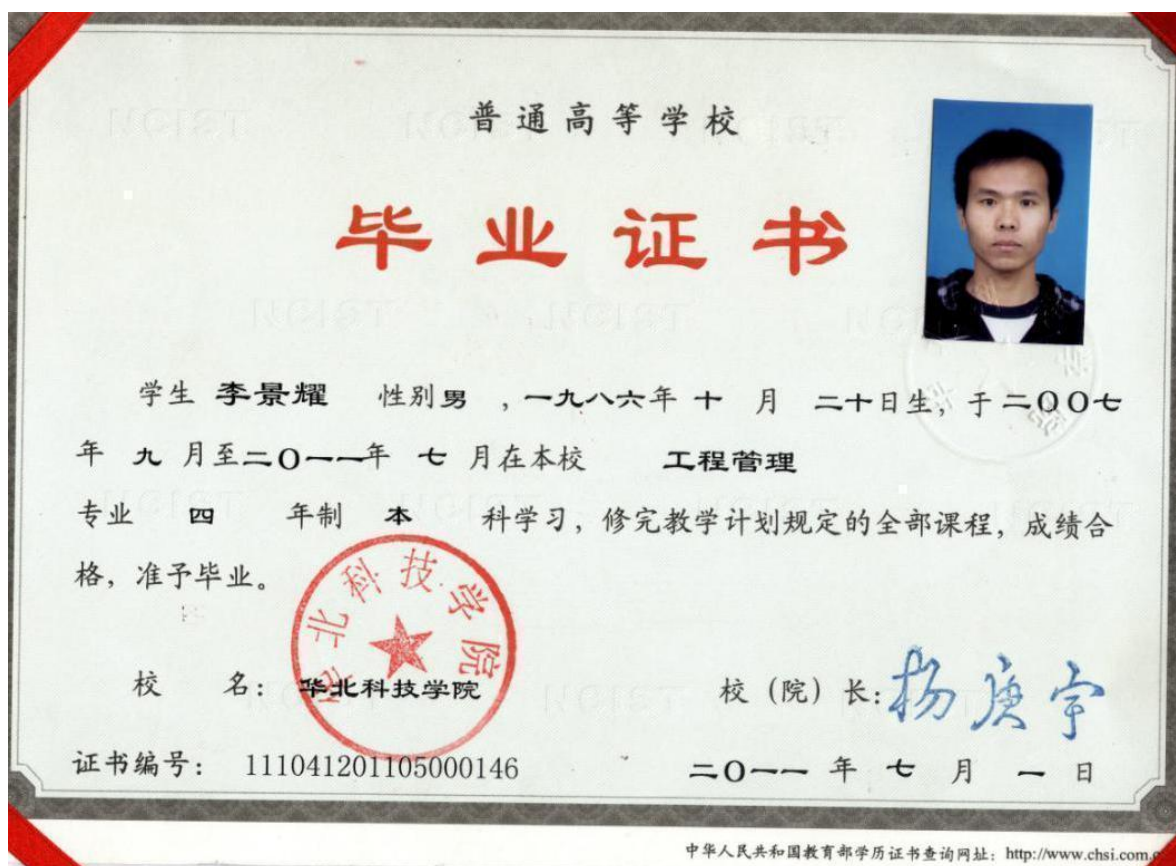 普通高等学校
毕业证书
学生 李景耀 性别 男 ，一九八六年 十 月 二十日生，于 二〇〇七
年 九 月至二〇一一年 七 月在本校 工程管理
专业 四 年制 本 科学习，修完教学计划规定的全部课程，成绩合
格，准予毕业。
华北科技学院
校 名：华北科技学院
校（院）长：杨庚宇
证书编号： 111041201105000146
二〇一一 年 七 月 一 日
中华人民共和国教育部学历证书查询网址：http://www.chsi.com.c